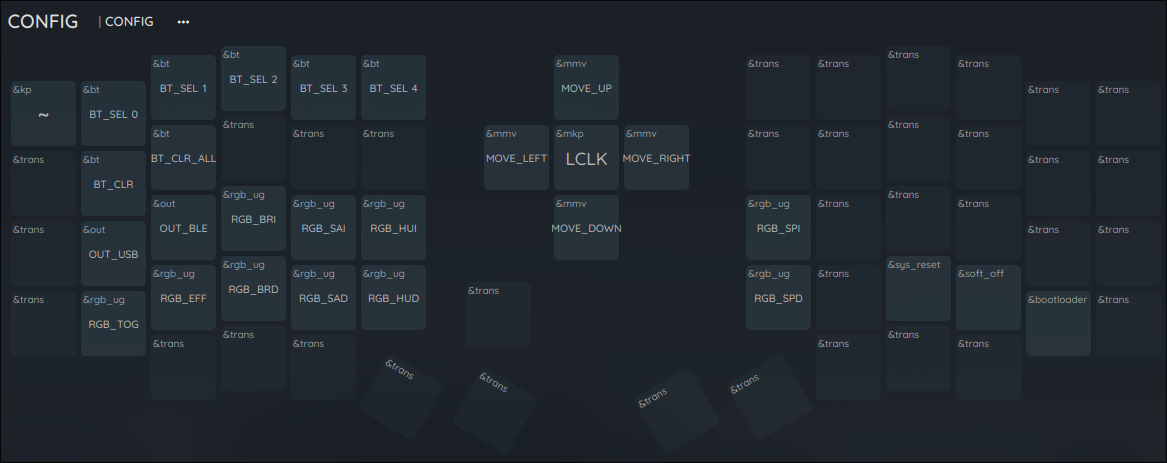 CONFIG | CONFIG •••
&kp
~
&bt
BT_SEL 0
&bt
BT_SEL 1
&bt
BT_SEL 2
&bt
BT_SEL 3
&bt
BT_SEL 4
&mmv
MOVE_UP
&trans
&trans
&trans
&trans
&trans
&trans
&trans
&bt
BT_CLR
&bt
BT_CLR_ALL
&trans
&trans
&trans
&mmv
MOVE_LEFT
&mkp
LCLK
&mmv
MOVE_RIGHT
&trans
&trans
&trans
&trans
&trans
&trans
&trans
&out
OUT_USB
&out
OUT_BLE
&rgb_ug
RGB_BRI
&rgb_ug
RGB_SAI
&rgb_ug
RGB_HUI
&mmv
MOVE_DOWN
&rgb_ug
RGB_SPI
&trans
&trans
&trans
&trans
&trans
&trans
&rgb_ug
RGB_TOG
&rgb_ug
RGB_EFF
&rgb_ug
RGB_BRD
&rgb_ug
RGB_SAD
&rgb_ug
RGB_HUD
&trans
&rgb_ug
RGB_SPD
&trans
&sys_reset
&soft_off
&bootloader
&trans
&trans
&trans
&trans
&trans
&trans
&trans
&trans
&trans
&trans
&trans